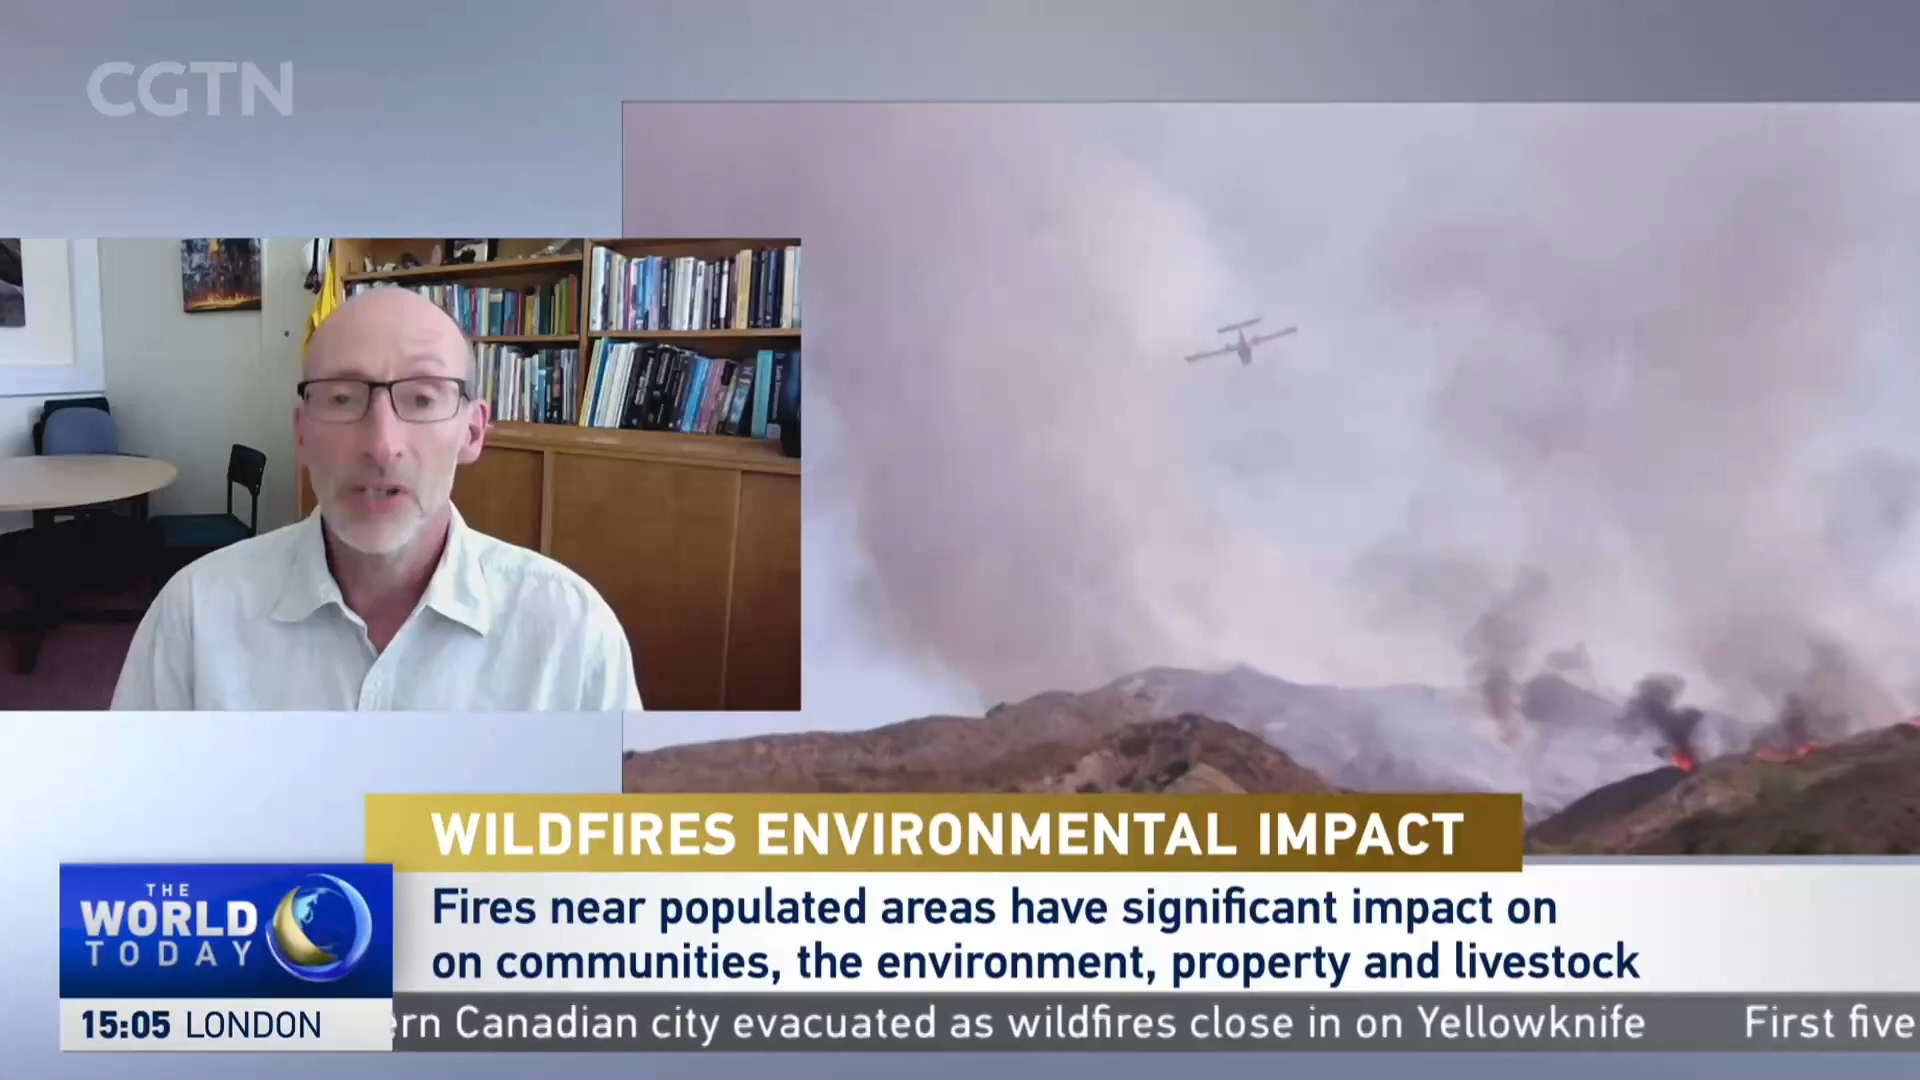 CGTN
WILDFIRES ENVIRONMENTAL IMPACT
Fires near populated areas have significant impact on
on communities, the environment, property and livestock
THE
WORLD
TODAY
15:05 LONDON
ern Canadian city evacuated as wildfires close in on Yellowknife First five